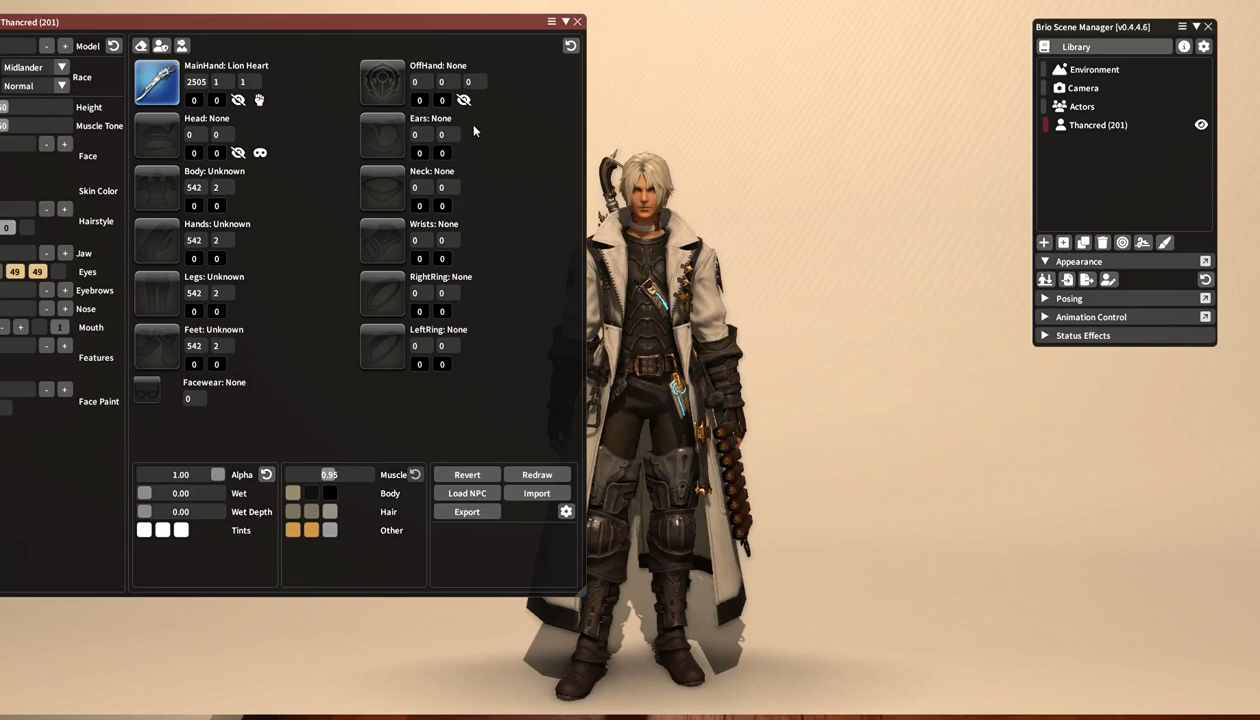 Thancred (201)
- + Model
Midlander Race
Normal
50 Height
50 Muscle Tone
- + Face
Skin Color
- + Hairstyle
0
- + Jaw
49 49 Eyes
- + Eyebrows
- + Nose
- + 1 Mouth
- + Features
- + Face Paint
MainHand: Lion Heart
2505 1 1
0 0
Head: None
0 0
0 0
Body: Unknown
542 2
0 0
Hands: Unknown
542 2
0 0
Legs: Unknown
542 2
0 0
Feet: Unknown
542 2
0 0
Facewear: None
0
OffHand: None
0 0 0
0 0
Ears: None
0 0
0 0
Neck: None
0 0
0 0
Wrists: None
0 0
0 0
RightRing: None
0 0
0 0
LeftRing: None
0 0
0 0
1.00 Alpha
0.00 Wet
0.00 Wet Depth
Tints
0.95 Muscle
Body
Hair
Other
Revert Redraw
Load NPC Import
Export
Brio Scene Manager [v0.4.4.6]
Library
Environment
Camera
Actors
Thancred (201)
Appearance
Posing
Animation Control
Status Effects